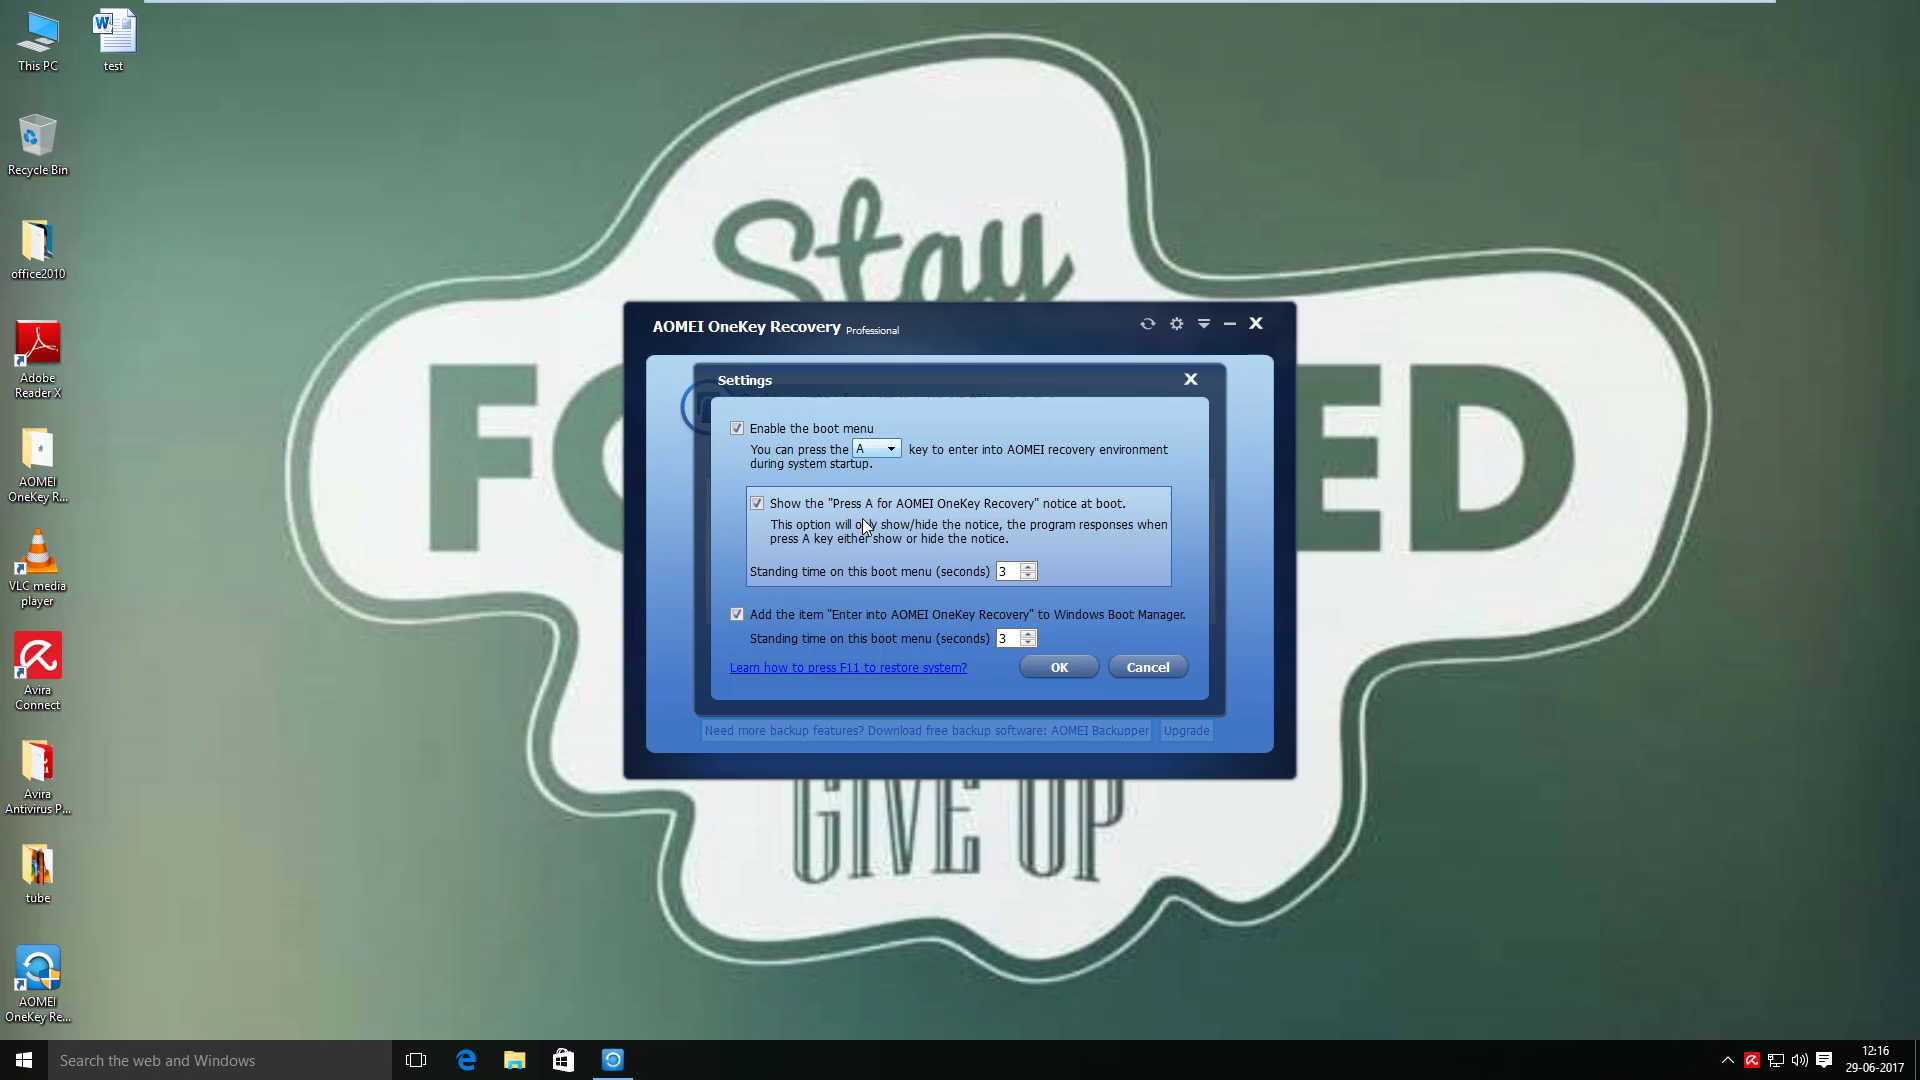 This PC
test
Recycle Bin
office2010
Adobe
Reader X
AOMEI
OneKey R...
VLC media
player
Avira
Connect
Avira
Antivirus P...
tube
AOMEI
OneKey Re...
Stay
GIVE UP
AOMEI OneKey Recovery Professional
Settings
Enable the boot menu
You can press the A key to enter into AOMEI recovery environment
during system startup.
Show the "Press A for AOMEI OneKey Recovery" notice at boot.
This option will only show/hide the notice, the program responses when
press A key either show or hide the notice.
Standing time on this boot menu (seconds) 3
Add the item "Enter into AOMEI OneKey Recovery" to Windows Boot Manager.
Standing time on this boot menu (seconds) 3
Learn how to press F11 to restore system?
OK
Cancel
Need more backup features? Download free backup software: AOMEI Backupper
Upgrade
Search the web and Windows
12:16
29-06-2017